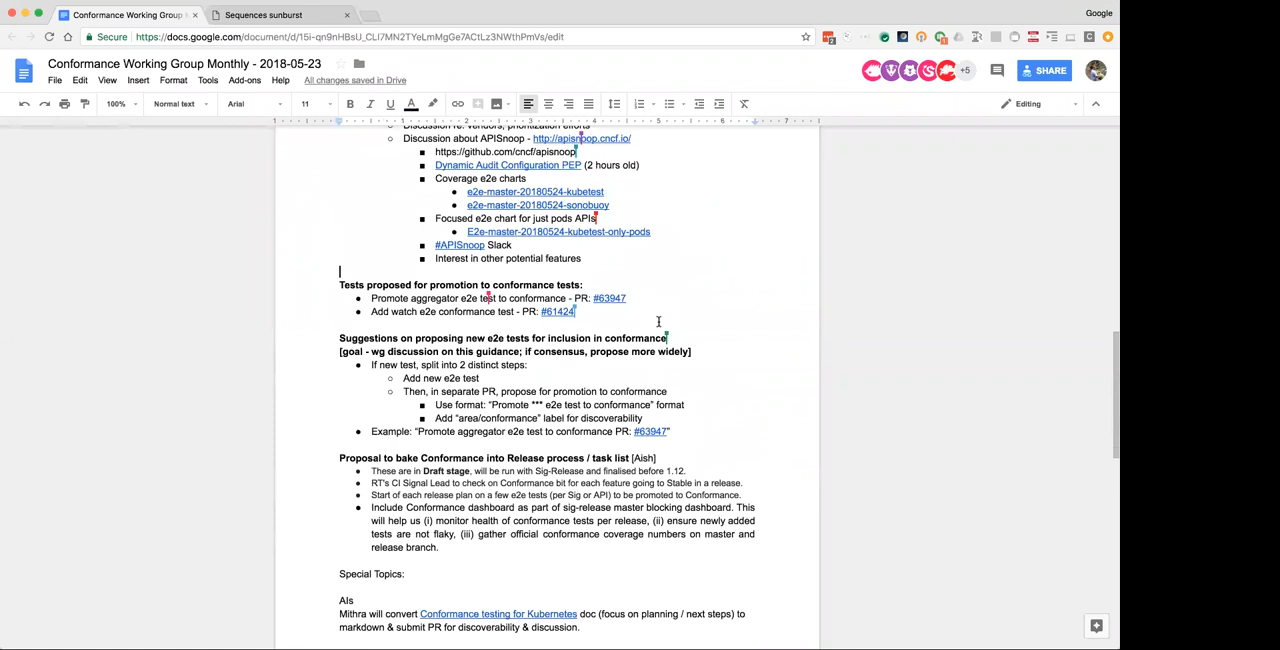 Conformance Working Group
Sequences sunburst
Google
Secure
https://docs.google.com/document/d/15i-qn9nHBsU_CLI7MN2TYeLmMgGe7ACtLz3NWthPmVs/edit
Conformance Working Group Monthly - 2018-05-23
File Edit View Insert Format Tools Add-ons Help All changes saved in Drive
+5
SHARE
100% Normal text Arial 11 B I U A Editing
1 1 2 3 4 5 6 7
Discussion re: vendors, prioritization efforts
○ Discussion about APISnoop - http://apisnoop.cncf.io/
■ https://github.com/cncf/apisnoop
■ Dynamic Audit Configuration PEP (2 hours old)
■ Coverage e2e charts
● e2e-master-20180524-kubetest
● e2e-master-20180524-sonobuoy
■ Focused e2e chart for just pods APIs
● E2e-master-20180524-kubetest-only-pods
■ #APISnoop Slack
■ Interest in other potential features
Tests proposed for promotion to conformance tests:
● Promote aggregator e2e test to conformance - PR: #63947
● Add watch e2e conformance test - PR: #61424
Suggestions on proposing new e2e tests for inclusion in conformance
[goal - wg discussion on this guidance; if consensus, propose more widely]
● If new test, split into 2 distinct steps:
○ Add new e2e test
○ Then, in separate PR, propose for promotion to conformance
■ Use format: “Promote *** e2e test to conformance” format
■ Add “area/conformance” label for discoverability
● Example: “Promote aggregator e2e test to conformance PR: #63947”
Proposal to bake Conformance into Release process / task list [Aish]
● These are in Draft stage, will be run with Sig-Release and finalised before 1.12.
● RT's CI Signal Lead to check on Conformance bit for each feature going to Stable in a release.
● Start of each release plan on a few e2e tests (per Sig or API) to be promoted to Conformance.
● Include Conformance dashboard as part of sig-release master blocking dashboard. This
will help us (i) monitor health of conformance tests per release, (ii) ensure newly added
tests are not flaky, (iii) gather official conformance coverage numbers on master and
release branch.
Special Topics:
AIs
Mithra will convert Conformance testing for Kubernetes doc (focus on planning / next steps) to
markdown & submit PR for discoverability & discussion.